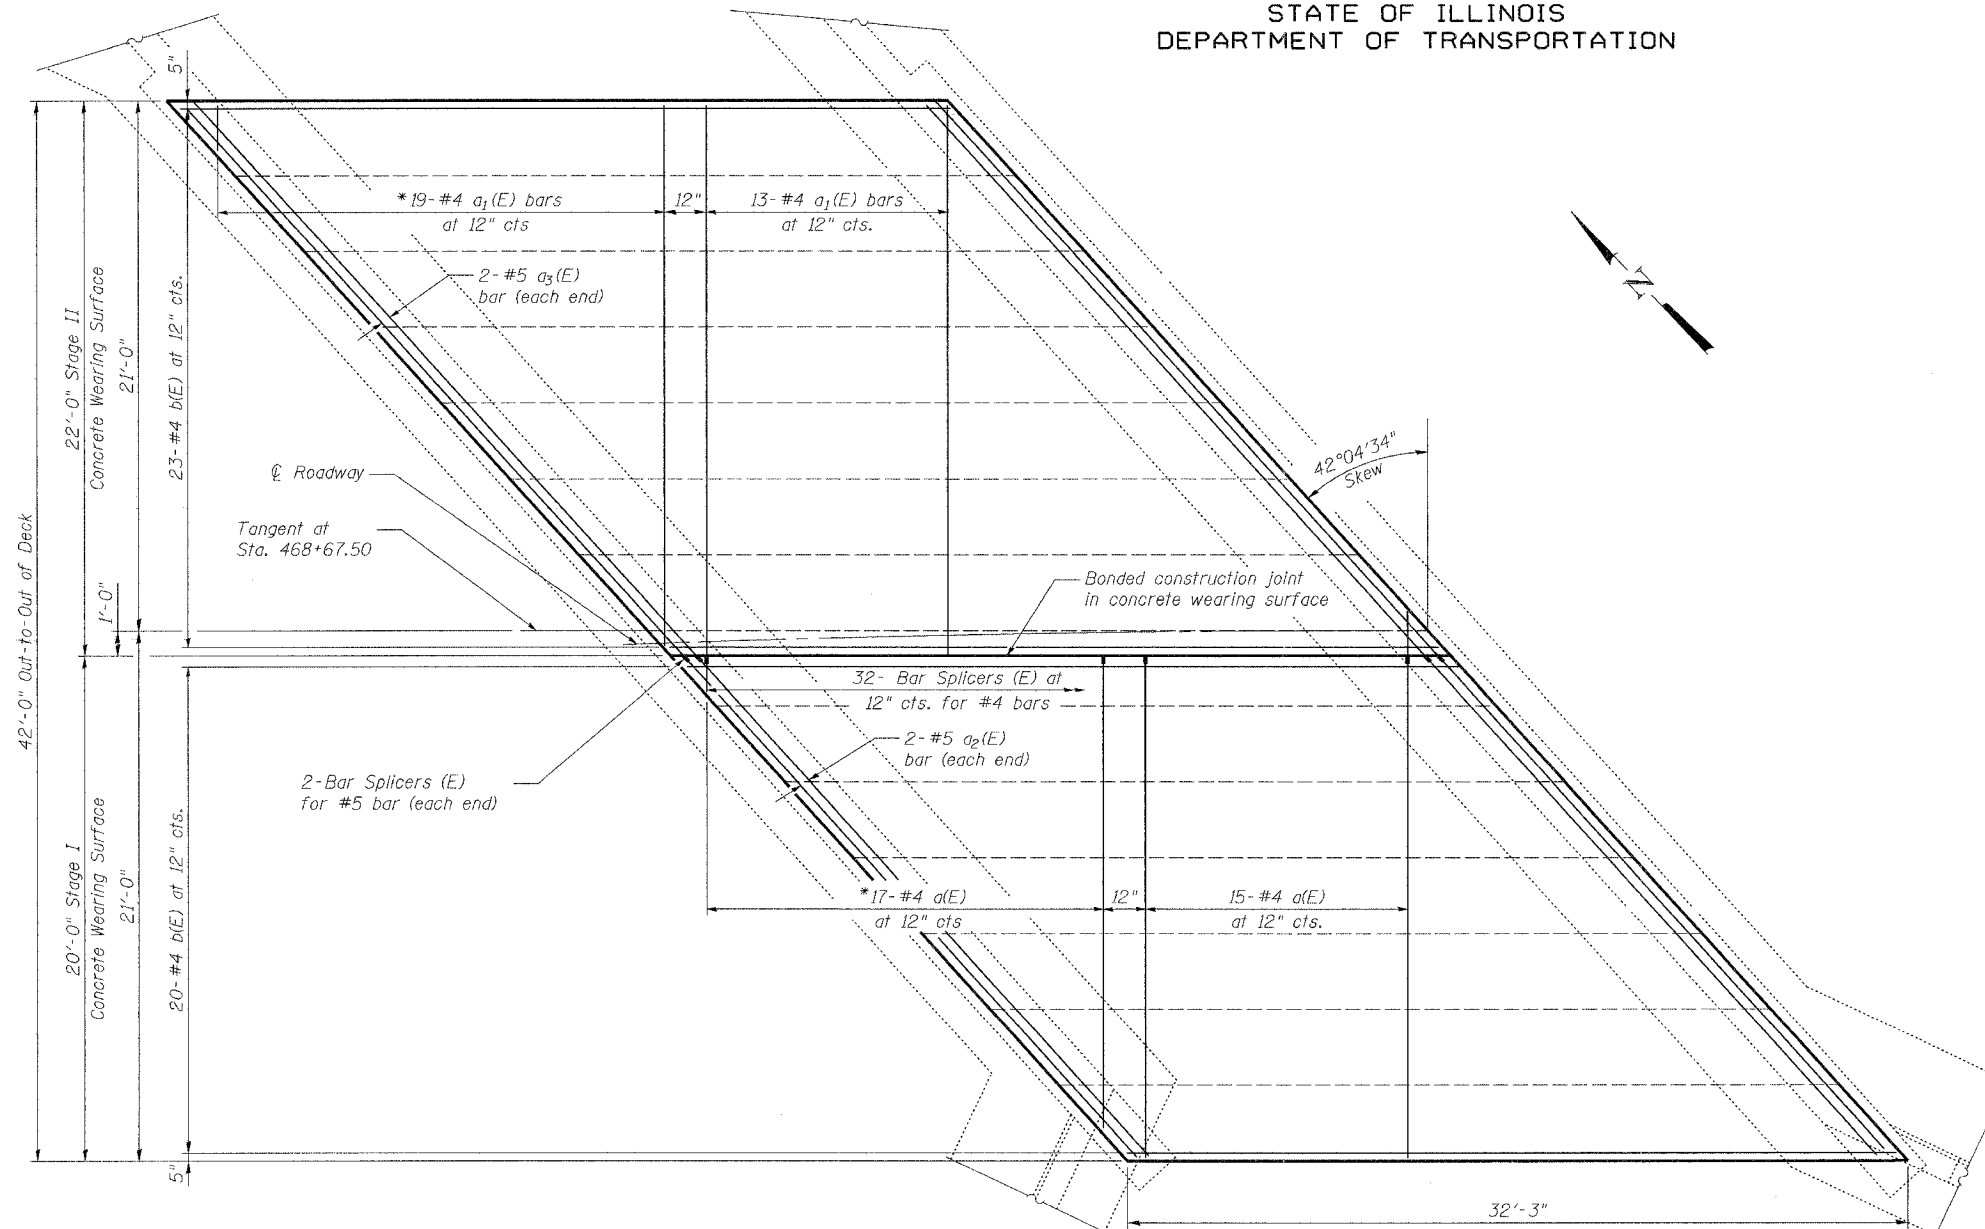 STATE OF ILLINOIS
DEPARTMENT OF TRANSPORTATION
5"
*19-#4 a1(E) bars
at 12" cts
12"
13-#4 a1(E) bars
at 12" cts.
2-#5 a3(E)
bar (each end)
42'-0" Out-to-Out of Deck
22'-0" Stage II
Concrete Wearing Surface
21'-0"
23-#4 b(E) at 12" cts.
N
42°04'34"
Skew
℄ Roadway
Tangent at
Sta. 468+67.50
1'-0"
Bonded construction joint
in concrete wearing surface
32- Bar Splicers (E) at
12" cts. for #4 bars
2-#5 a2(E)
bar (each end)
2-Bar Splicers (E)
for #5 bar (each end)
20'-0" Stage I
Concrete Wearing Surface
21'-0"
20-#4 b(E) at 12" cts.
*17-#4 a(E)
at 12" cts
12"
15-#4 a(E)
at 12" cts.
5"
32'-3"